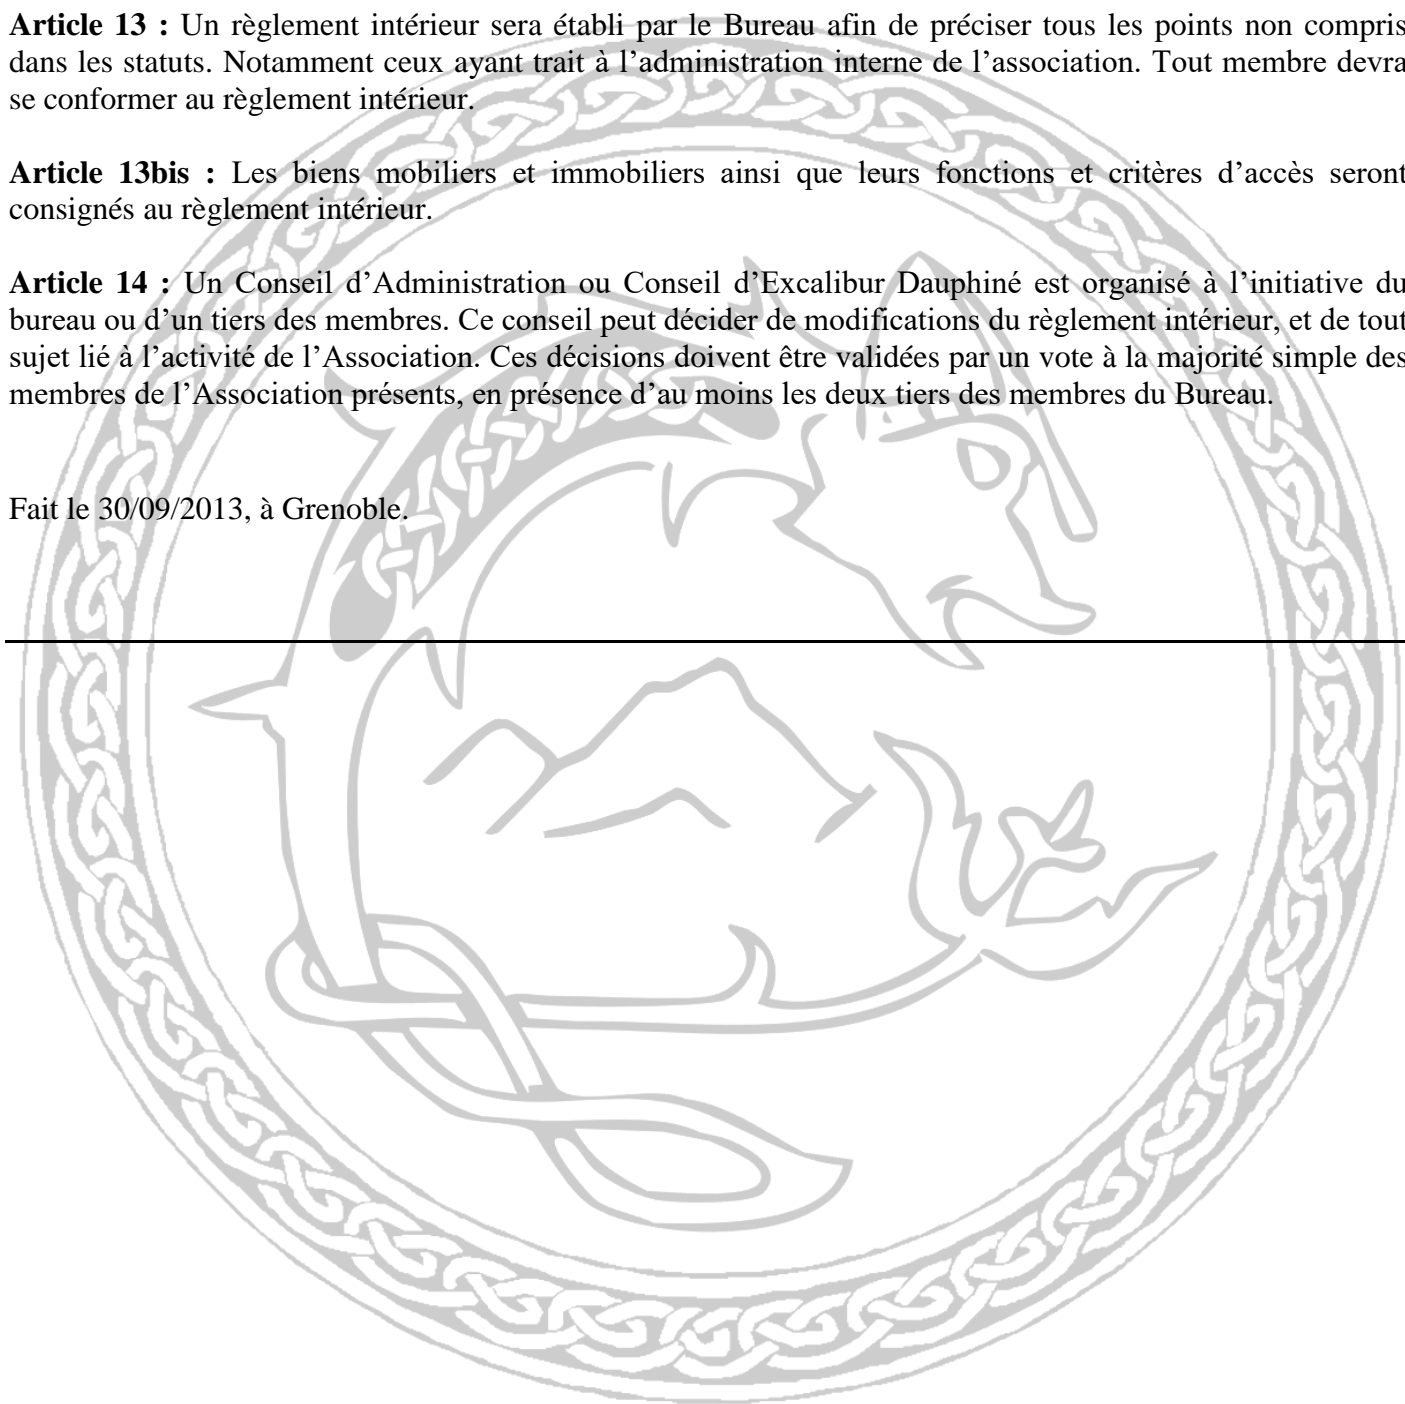 Article 13 : Un règlement intérieur sera établi par le Bureau afin de préciser tous les points non compris
dans les statuts. Notamment ceux ayant trait à l’administration interne de l’association. Tout membre devra
se conformer au règlement intérieur.
Article 13bis : Les biens mobiliers et immobiliers ainsi que leurs fonctions et critères d’accès seront
consignés au règlement intérieur.
Article 14 : Un Conseil d’Administration ou Conseil d’Excalibur Dauphiné est organisé à l’initiative du
bureau ou d’un tiers des membres. Ce conseil peut décider de modifications du règlement intérieur, et de tout
sujet lié à l’activité de l’Association. Ces décisions doivent être validées par un vote à la majorité simple des
membres de l’Association présents, en présence d’au moins les deux tiers des membres du Bureau.
Fait le 30/09/2013, à Grenoble.